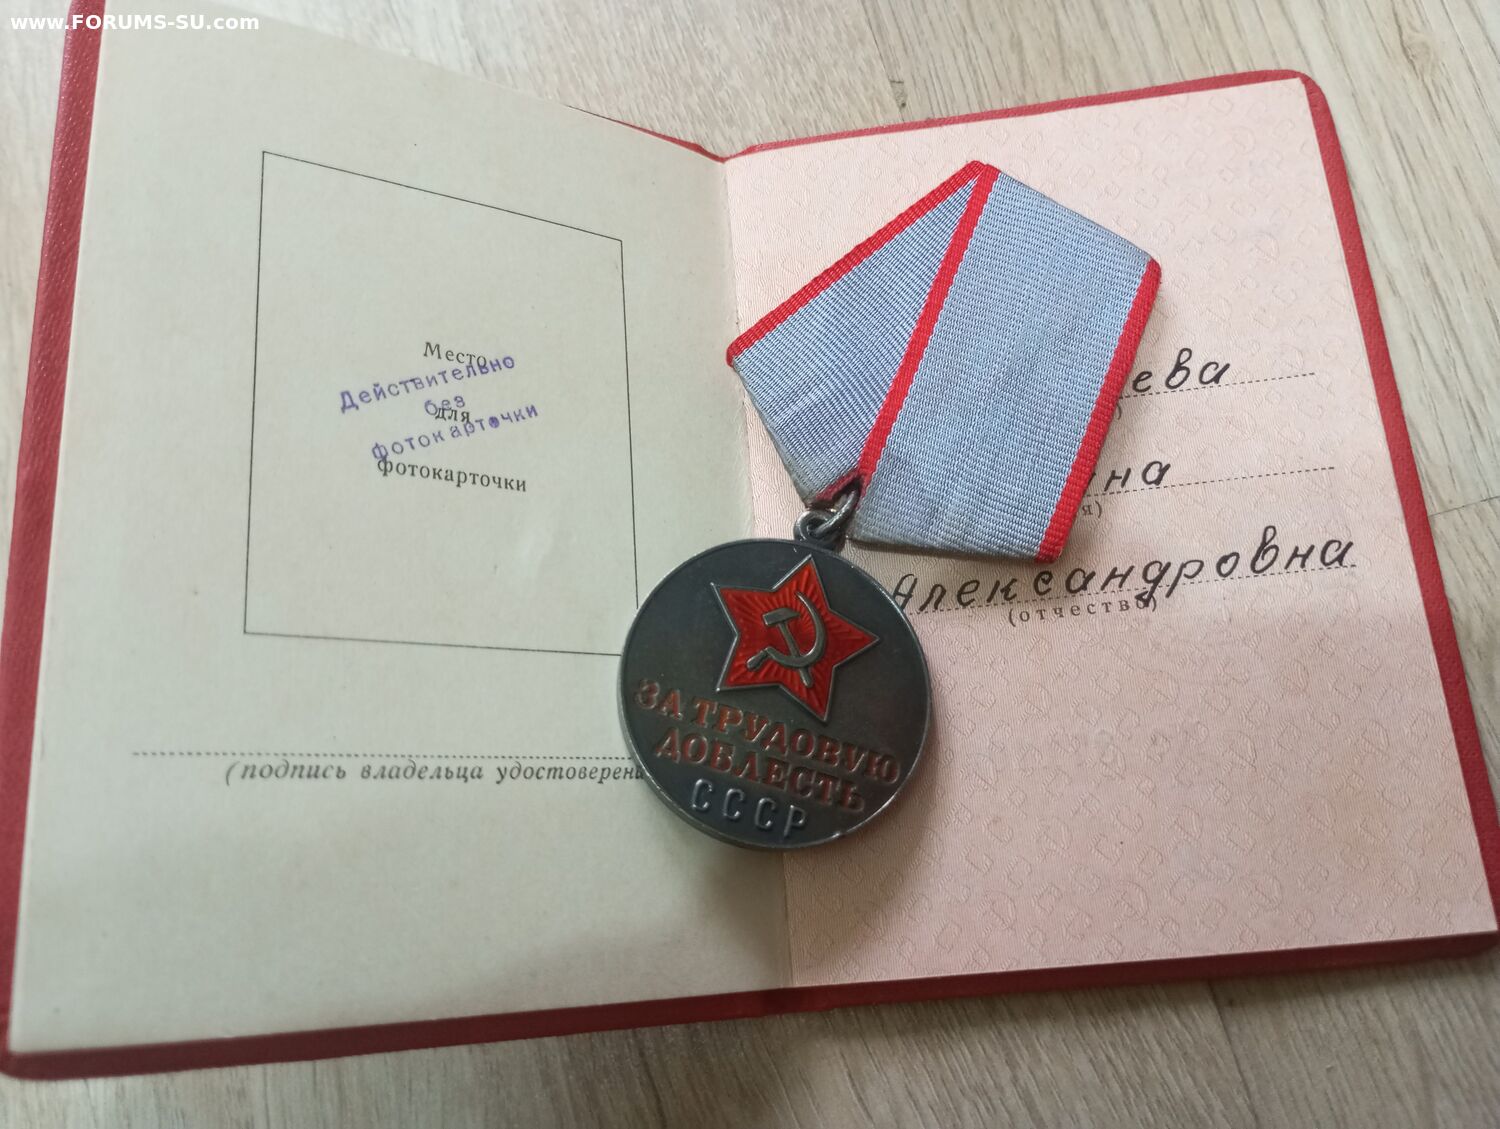 www.FORUMS-SU.com
Место
Действительно
без
для
фотокарточки
фотокарточки
(подпись владельца удостоверени
ева
)
на
я)
Александровна
(отчество)
ЗА ТРУДОВУЮ
ДОБЛЕСТЬ
СССР